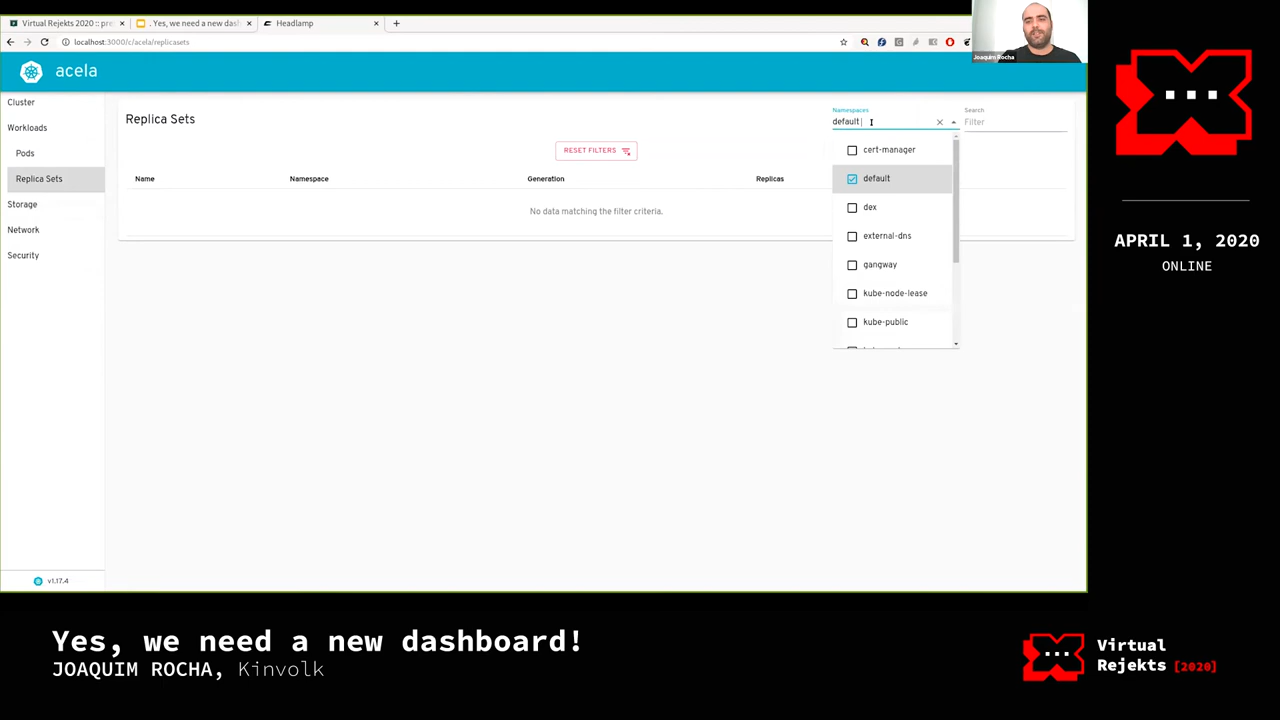 Virtual Rejekts 2020 :: pre
. Yes, we need a new dash
Headlamp
localhost:3000/c/acela/replicasets
Joaquim Rocha
acela
Cluster
Workloads
Pods
Replica Sets
Storage
Network
Security
v1.17.4
Replica Sets
Namespaces
default
Search
Filter
RESET FILTERS
Name
Namespace
Generation
Replicas
No data matching the filter criteria.
cert-manager
default
dex
external-dns
gangway
kube-node-lease
kube-public
APRIL 1, 2020
ONLINE
Yes, we need a new dashboard!
JOAQUIM ROCHA, Kinvolk
Virtual
Rejekts [2020]